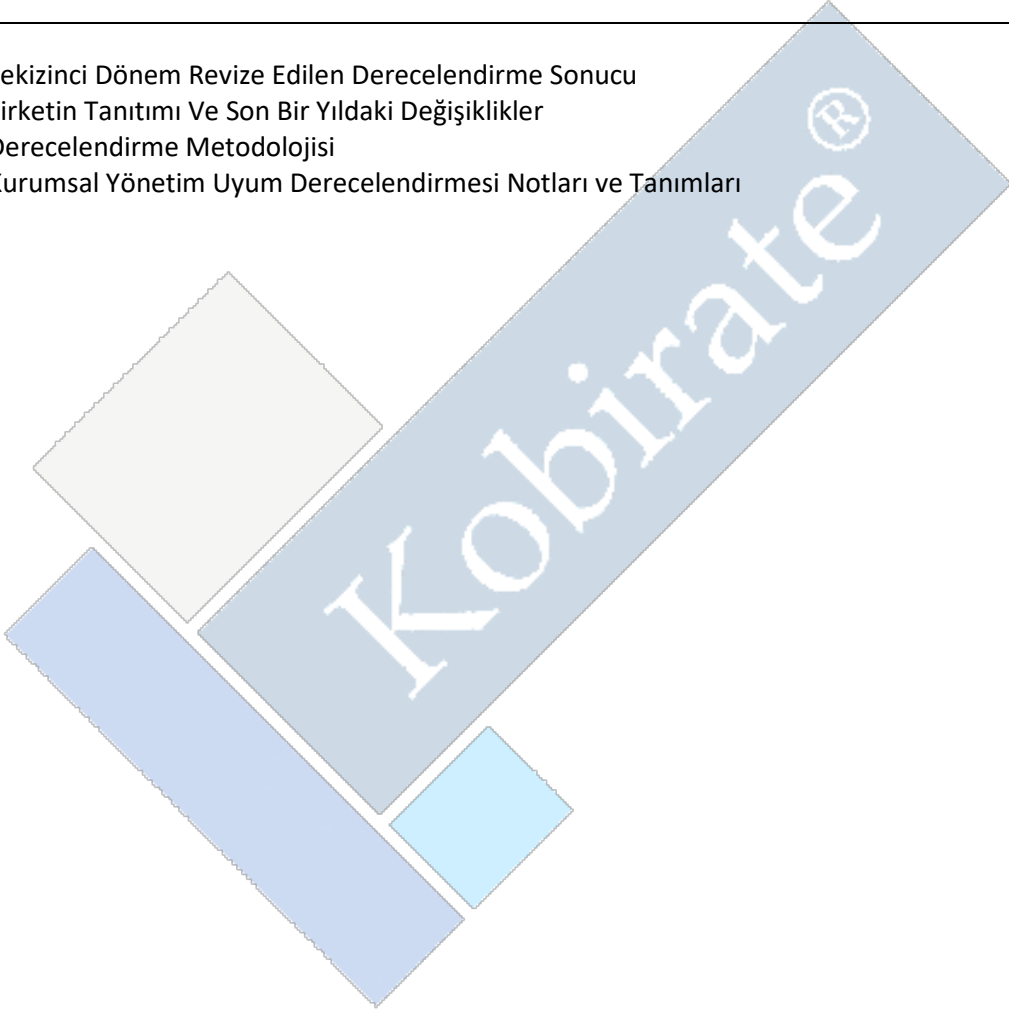 ekizinci Dönem Revize Edilen Derecelendirme Sonucu
irketin Tanıtımı Ve Son Bir Yıldaki Değişiklikler
Derecelendirme Metodolojisi
Kurumsal Yönetim Uyum Derecelendirmesi Notları ve Tanımları
Kobirate ®